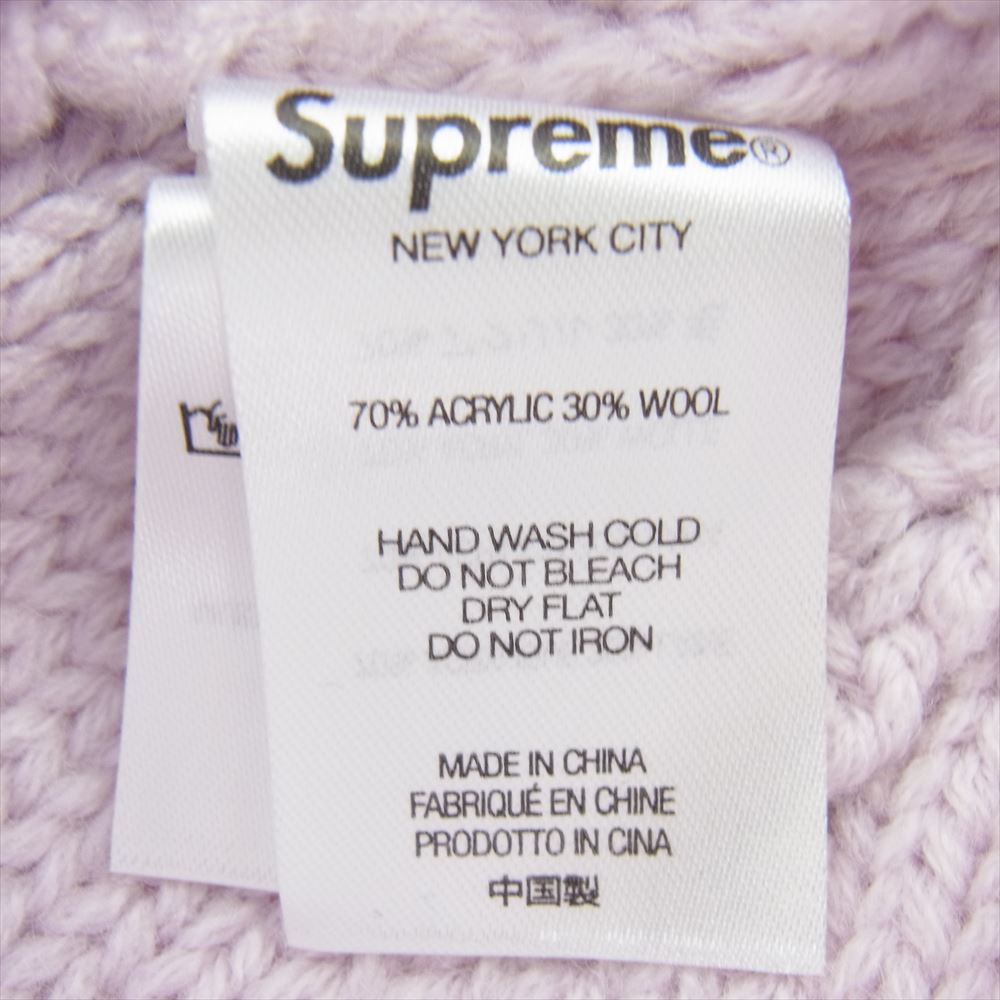 Supreme®
NEW YORK CITY
70% ACRYLIC 30% WOOL
HAND WASH COLD
DO NOT BLEACH
DRY FLAT
DO NOT IRON
MADE IN CHINA
FABRIQUÉ EN CHINE
PRODOTTO IN CINA
中国製